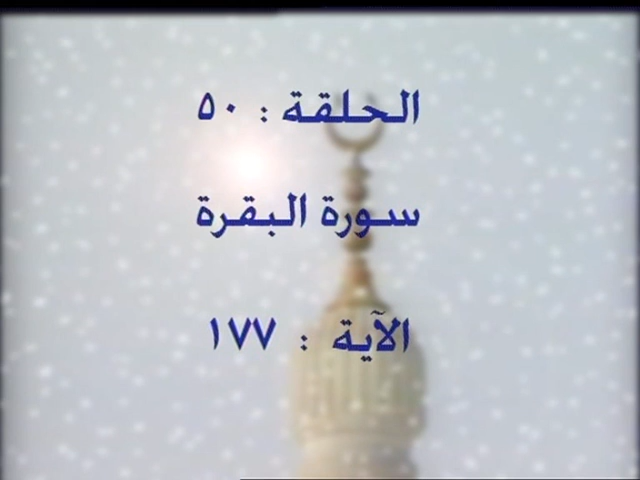 الحلقة : ٥٠
سورة البقرة
الآية : ١٧٧